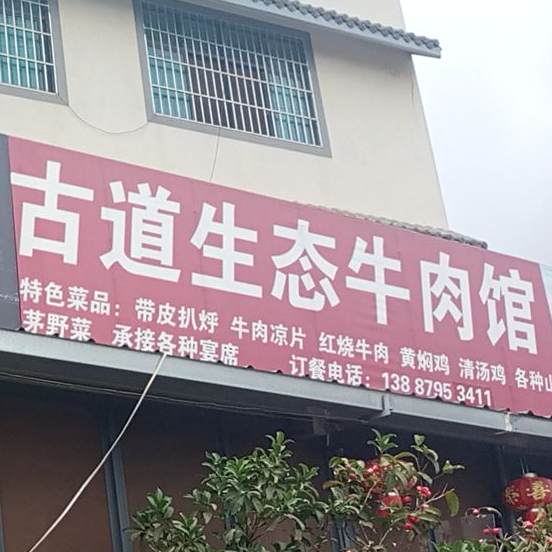 古道生态牛肉馆
特色菜品：带皮扒烀 牛肉凉片 红烧牛肉 黄焖鸡 清汤鸡 各种山
茅野菜 承接各种宴席 订餐电话：138 8795 3411